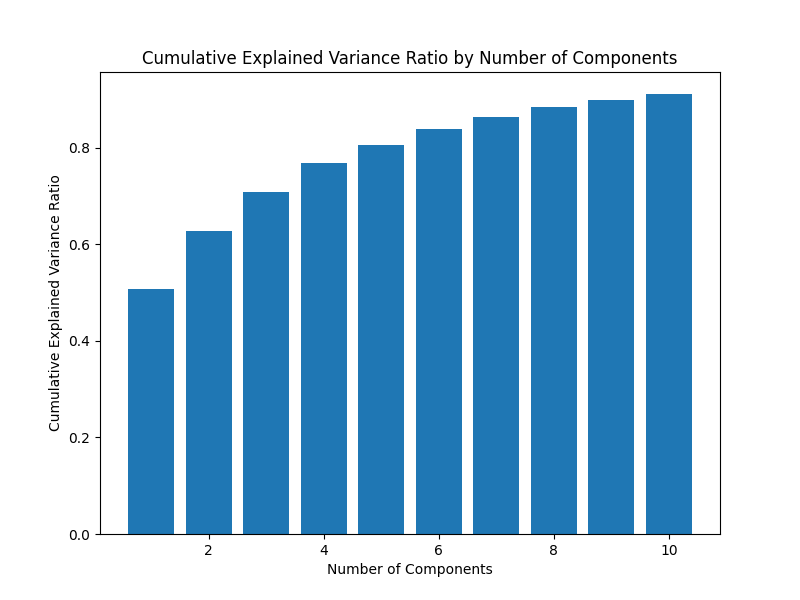 Cumulative Explained Variance Ratio by Number of Components
Cumulative Explained Variance Ratio
0.8
0.6
0.4
0.2
0.0
2 4 6 8 10
Number of Components